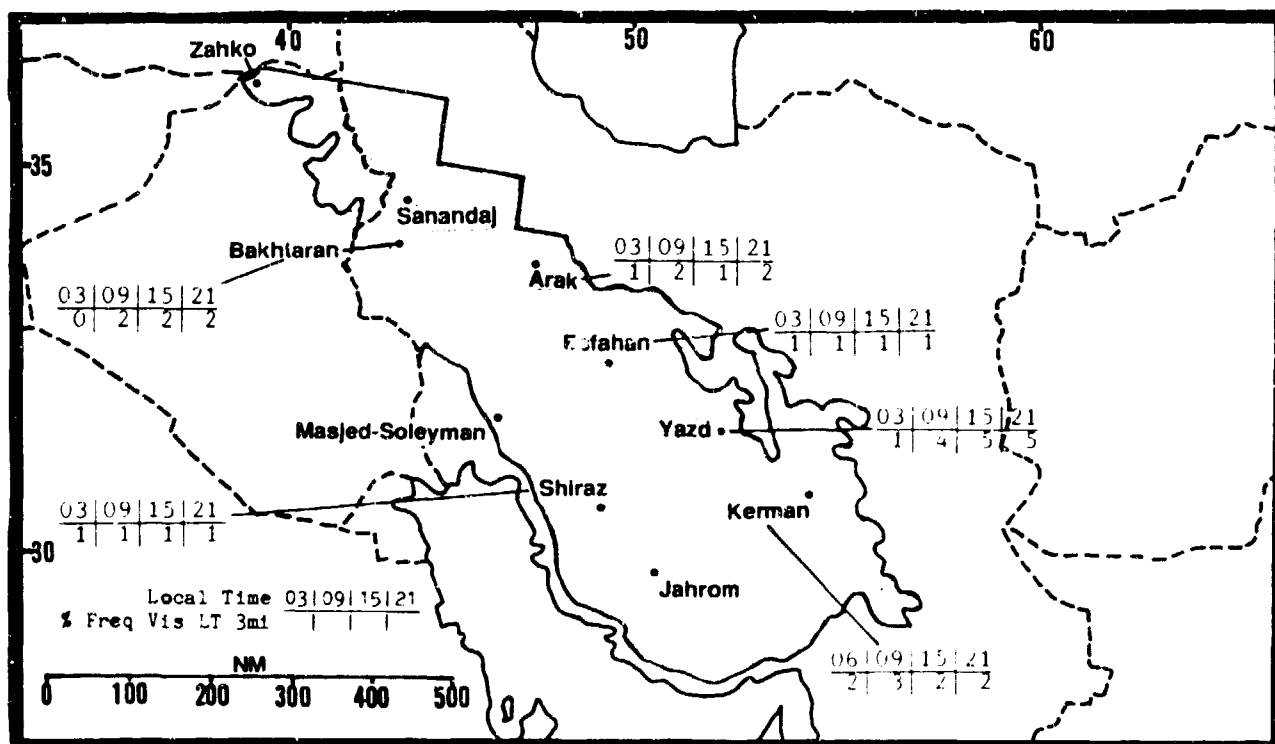 40 50 60
Zahko
35
Sanandaj
Bakhtaran
03|09|15|21
1|2|1|2
Arak
03|09|15|21
0|2|2|2
03|09|15|21
1|1|1|1
Esfahan
03|09|15|21
1|4|5|5
Yazd
Masjed-Soleyman
Shiraz
Kerman
03|09|15|21
1|1|1|1
30
Jahrom
Local Time 03|09|15|21
% Freq Vis LT 3mi
NM
0 100 200 300 400 500
06|09|15|21
2|3|2|2